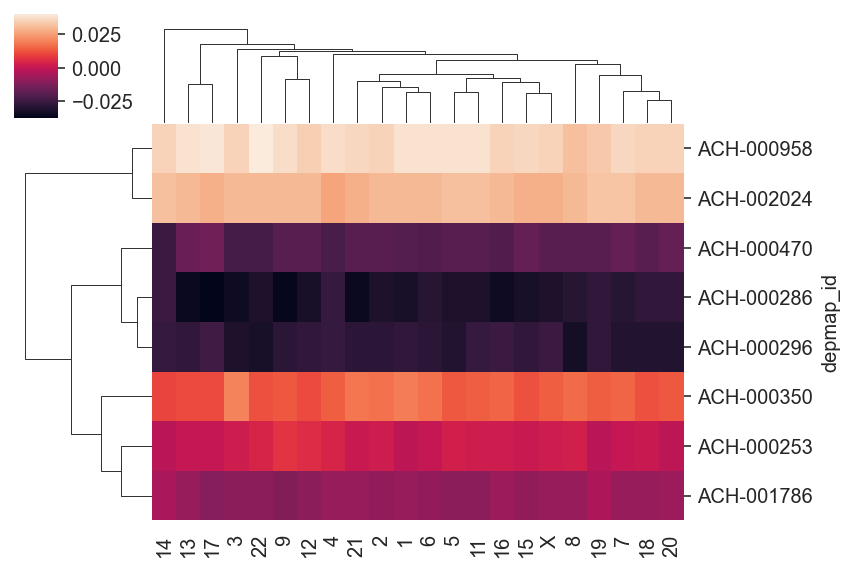 0.025
0.000
−0.025
ACH-000958
ACH-002024
ACH-000470
ACH-000286
ACH-000296
ACH-000350
ACH-000253
ACH-001786
depmap_id
14 13 17 3 22 9 12 4 21 2 1 6 5 11 16 15 X 8 19 7 18 20